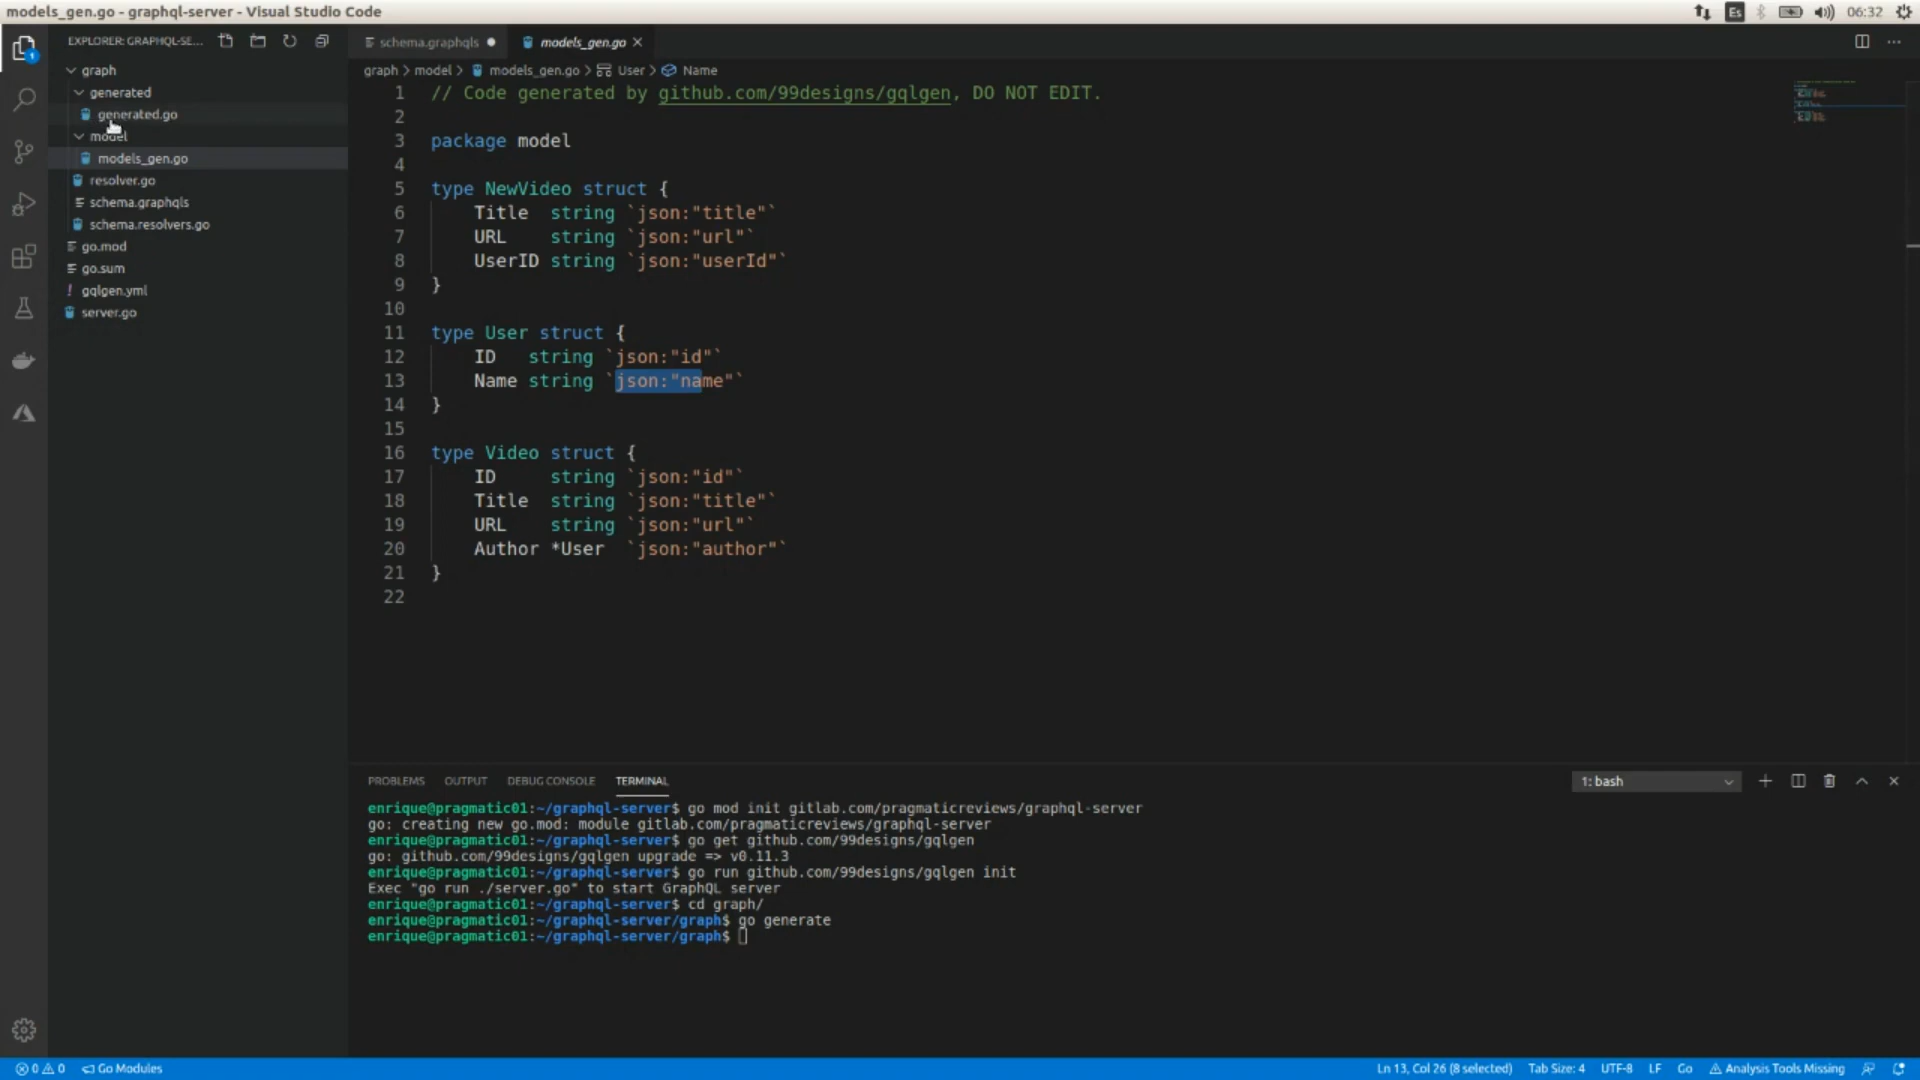 models_gen.go - graphql-server - Visual Studio Code
Es
06:32
EXPLORER: GRAPHQL-SE...
schema.graphqls
models_gen.go
graph
graph > model > models_gen.go > User > Name
generated
generated.go
model
models_gen.go
resolver.go
schema.graphqls
schema.resolvers.go
go.mod
go.sum
! gqlgen.yml
server.go
1 // Code generated by github.com/99designs/gqlgen, DO NOT EDIT.
2
3 package model
4
5 type NewVideo struct {
6 Title string `json:"title"`
7 URL string `json:"url"`
8 UserID string `json:"userId"`
9 }
10
11 type User struct {
12 ID string `json:"id"`
13 Name string `json:"name"`
14 }
15
16 type Video struct {
17 ID string `json:"id"`
18 Title string `json:"title"`
19 URL string `json:"url"`
20 Author *User `json:"author"`
21 }
22
PROBLEMS OUTPUT DEBUG CONSOLE TERMINAL
1: bash
enrique@pragmatic01:~/graphql-server$ go mod init gitlab.com/pragmaticreviews/graphql-server
go: creating new go.mod: module gitlab.com/pragmaticreviews/graphql-server
enrique@pragmatic01:~/graphql-server$ go get github.com/99designs/gqlgen
go: github.com/99designs/gqlgen upgrade => v0.11.3
enrique@pragmatic01:~/graphql-server$ go run github.com/99designs/gqlgen init
Exec "go run ./server.go" to start GraphQL server
enrique@pragmatic01:~/graphql-server$ cd graph/
enrique@pragmatic01:~/graphql-server/graph$ go generate
enrique@pragmatic01:~/graphql-server/graph$
0 0 Go Modules
Ln 13, Col 26 (8 selected) Tab Size: 4 UTF-8 LF Go Analysis Tools Missing